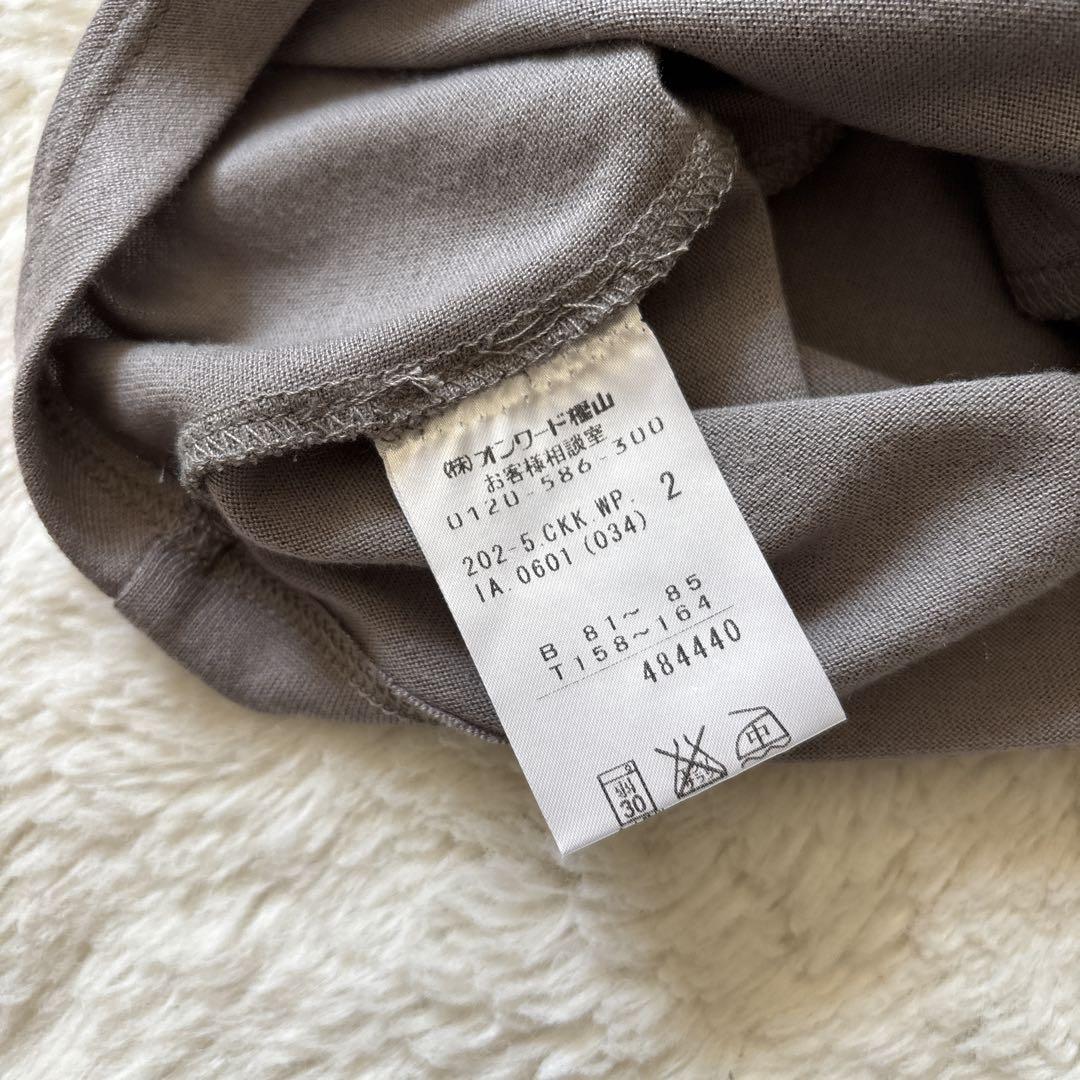 (株)オンワード樫山
お客様相談室
0120-586-300
202-5.CKK.WP. 2
IA.0601 (034)
B 81~ 85
T158~164
484440
中
30